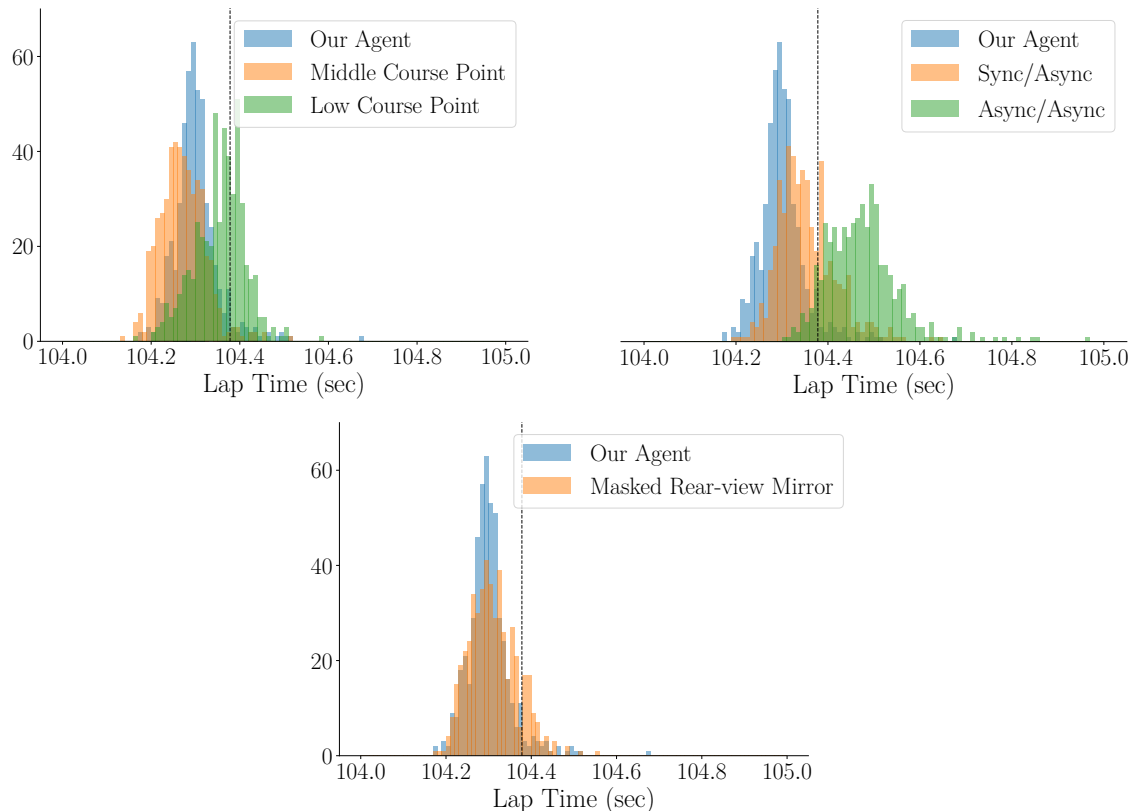 Our Agent
Middle Course Point
Low Course Point
60
40
20
0
104.0 104.2 104.4 104.6 104.8 105.0
Lap Time (sec)
Our Agent
Sync/Async
Async/Async
104.0 104.2 104.4 104.6 104.8 105.0
Lap Time (sec)
Our Agent
Masked Rear-view Mirror
60
40
20
0
104.0 104.2 104.4 104.6 104.8 105.0
Lap Time (sec)